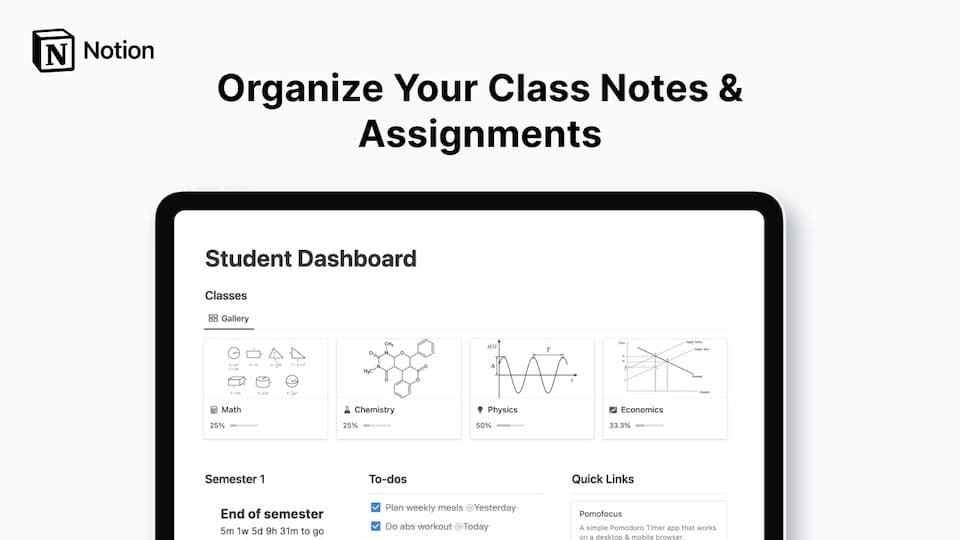 Notion
Organize Your Class Notes &
Assignments
Student Dashboard
Classes
Gallery
Math
25%
Chemistry
25%
Physics
50%
Economics
33.3%
Semester 1
End of semester
5m 1w 5d 9h 31m to go
To-dos
Plan weekly meals @Yesterday
Do abs workout @Today
Quick Links
Pomofocus
A simple Pomodoro Timer app that works
on a desktop & mobile browser.